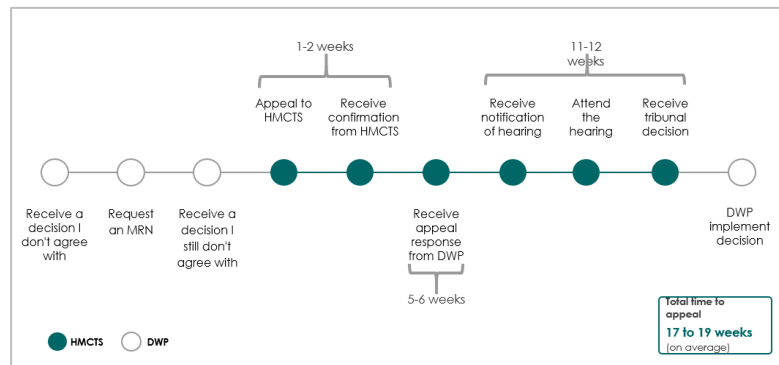 1-2 weeks
11-12
weeks
Appeal to
HMCTS
Receive
confirmation
from HMCTS
Receive
notification
of hearing
Attend
the
hearing
Receive
tribunal
decision
Receive a
decision I
don't agree
with
Request
an MRN
Receive a
decision I
still don't
agree with
Receive
appeal
response
from DWP
DWP
implement
decision
5-6 weeks
Total time to
appeal
17 to 19 weeks
(on average)
HMCTS
DWP